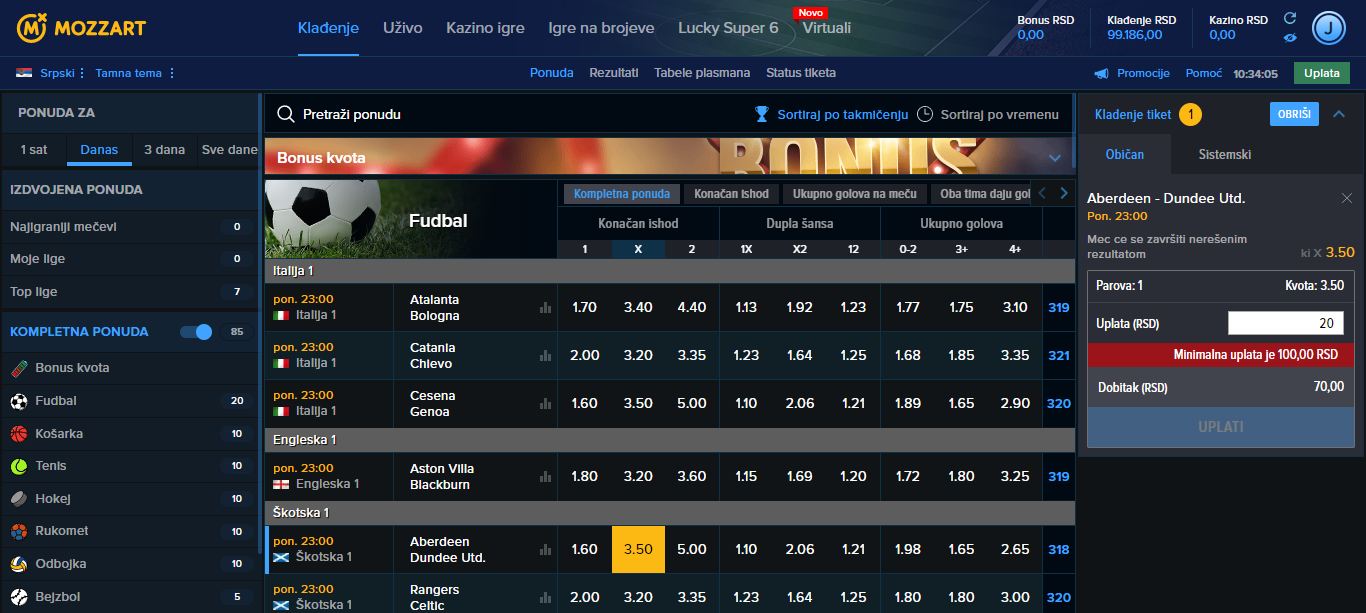 MOZZART
Klađenje Uživo Kazino igre Igre na brojeve Lucky Super 6 Novo Virtuali
Bonus RSD 0,00
Klađenje RSD 99.186,00
Kazino RSD 0,00
J
Srpski Tamna tema
Ponuda Rezultati Tabele plasmana Status tiketa
Promocije Pomoć 10:34:05 Uplata
PONUDA ZA
1 sat Danas 3 dana Sve dane
IZDVOJENA PONUDA
Najigraniji mečevi 0
Moje lige 0
Top lige 7
KOMPLETNA PONUDA 85
Bonus kvota
Fudbal 20
Košarka 10
Tenis 10
Hokej 10
Rukomet 10
Odbojka 10
Bejzbol 5
Pretraži ponudu Sortiraj po takmičenju Sortiraj po vremenu
Bonus kvota BONUS
Fudbal
Kompletna ponuda Konačan ishod Ukupno golova na meču Oba tima daju gol
Konačan ishod Dupla šansa Ukupno golova
1 X 2 1X X2 12 0-2 3+ 4+
Italija 1
pon. 23:00 Atalanta
Italija 1 Bologna
1.70 3.40 4.40 1.13 1.92 1.23 1.77 1.75 3.10 319
pon. 23:00 Catania
Italija 1 Chievo
2.00 3.20 3.35 1.23 1.64 1.25 1.68 1.85 3.35 321
pon. 23:00 Cesena
Italija 1 Genoa
1.60 3.50 5.00 1.10 2.06 1.21 1.89 1.65 2.90 320
Engleska 1
pon. 23:00 Aston Villa
Engleska 1 Blackburn
1.80 3.20 3.60 1.15 1.69 1.20 1.72 1.80 3.25 319
Škotska 1
pon. 23:00 Aberdeen
Škotska 1 Dundee Utd.
1.60 3.50 5.00 1.10 2.06 1.21 1.98 1.65 2.65 318
pon. 23:00 Rangers
Škotska 1 Celtic
2.00 3.20 3.35 1.23 1.64 1.25 1.80 1.80 3.00 320
Klađenje tiket 1 OBRIŠI
Običan Sistemski
Aberdeen - Dundee Utd.
Pon. 23:00
Mec ce se završiti nerešenim
rezultatom ki X 3.50
Parova: 1 Kvota: 3.50
Uplata (RSD) 20
Minimalna uplata je 100,00 RSD
Dobitak (RSD) 70,00
UPLATI